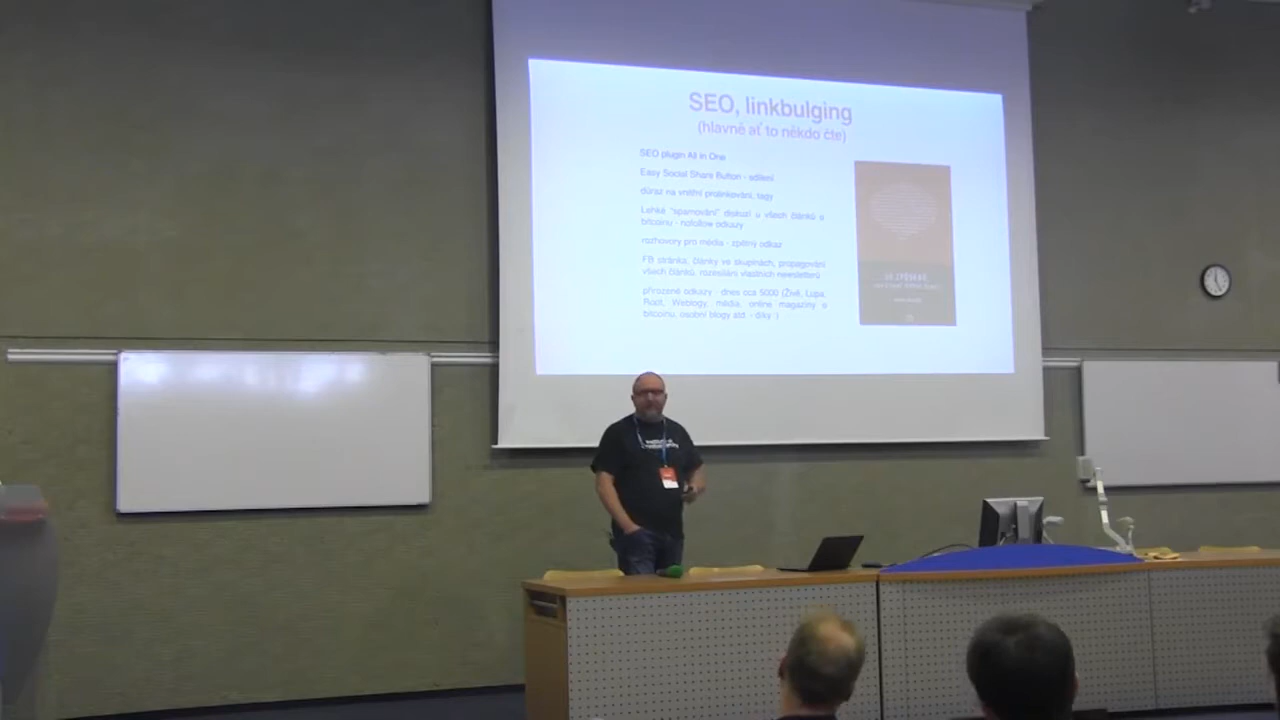 SEO, linkbulging
(hlavně ať to někdo čte)
SEO plugin All in One
Easy Social Share Button - sdílení
důraz na vnitřní prolinkování, tagy
Lehké "spamování" diskuzí u všech článků o
bitcoinu - nofollow odkazy
rozhovory pro média - zpětný odkaz
FB stránka, články ve skupinách, propagování
všech článků, rozesílání vlastních newsletterů
přirozené odkazy - dnes cca 5000 (Živě, Lupa,
Root, Weblogy, média, online magazíny o
bitcoinu, osobní blogy atd. - díky :)